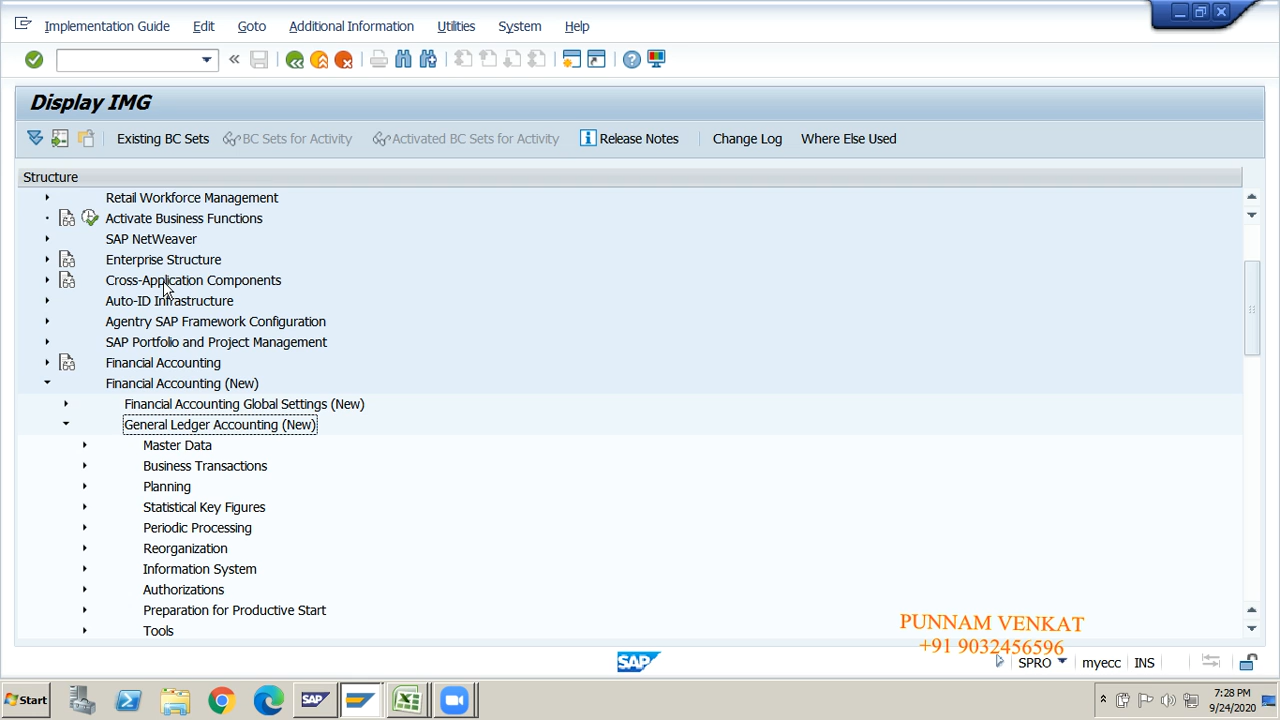 Implementation Guide Edit Goto Additional Information Utilities System Help
Display IMG
Existing BC Sets BC Sets for Activity Activated BC Sets for Activity Release Notes Change Log Where Else Used
Structure
Retail Workforce Management
Activate Business Functions
SAP NetWeaver
Enterprise Structure
Cross-Application Components
Auto-ID Infrastructure
Agentry SAP Framework Configuration
SAP Portfolio and Project Management
Financial Accounting
Financial Accounting (New)
Financial Accounting Global Settings (New)
General Ledger Accounting (New)
Master Data
Business Transactions
Planning
Statistical Key Figures
Periodic Processing
Reorganization
Information System
Authorizations
Preparation for Productive Start
Tools
PUNNAM VENKAT
+91 9032456596
SAP SPRO myecc INS
Start SAP 7:28 PM
9/24/2020